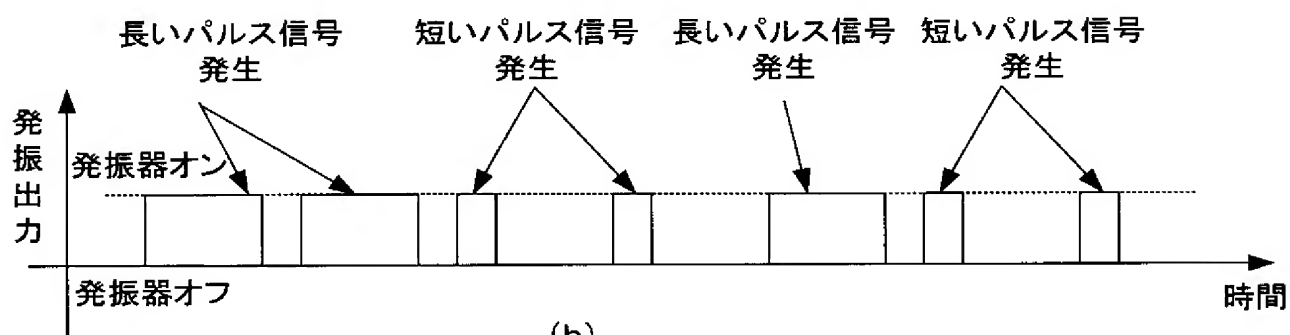 長いパルス信号
発生
短いパルス信号
発生
長いパルス信号
発生
短いパルス信号
発生
発振出力
発振器オン
発振器オフ
時間
(b)